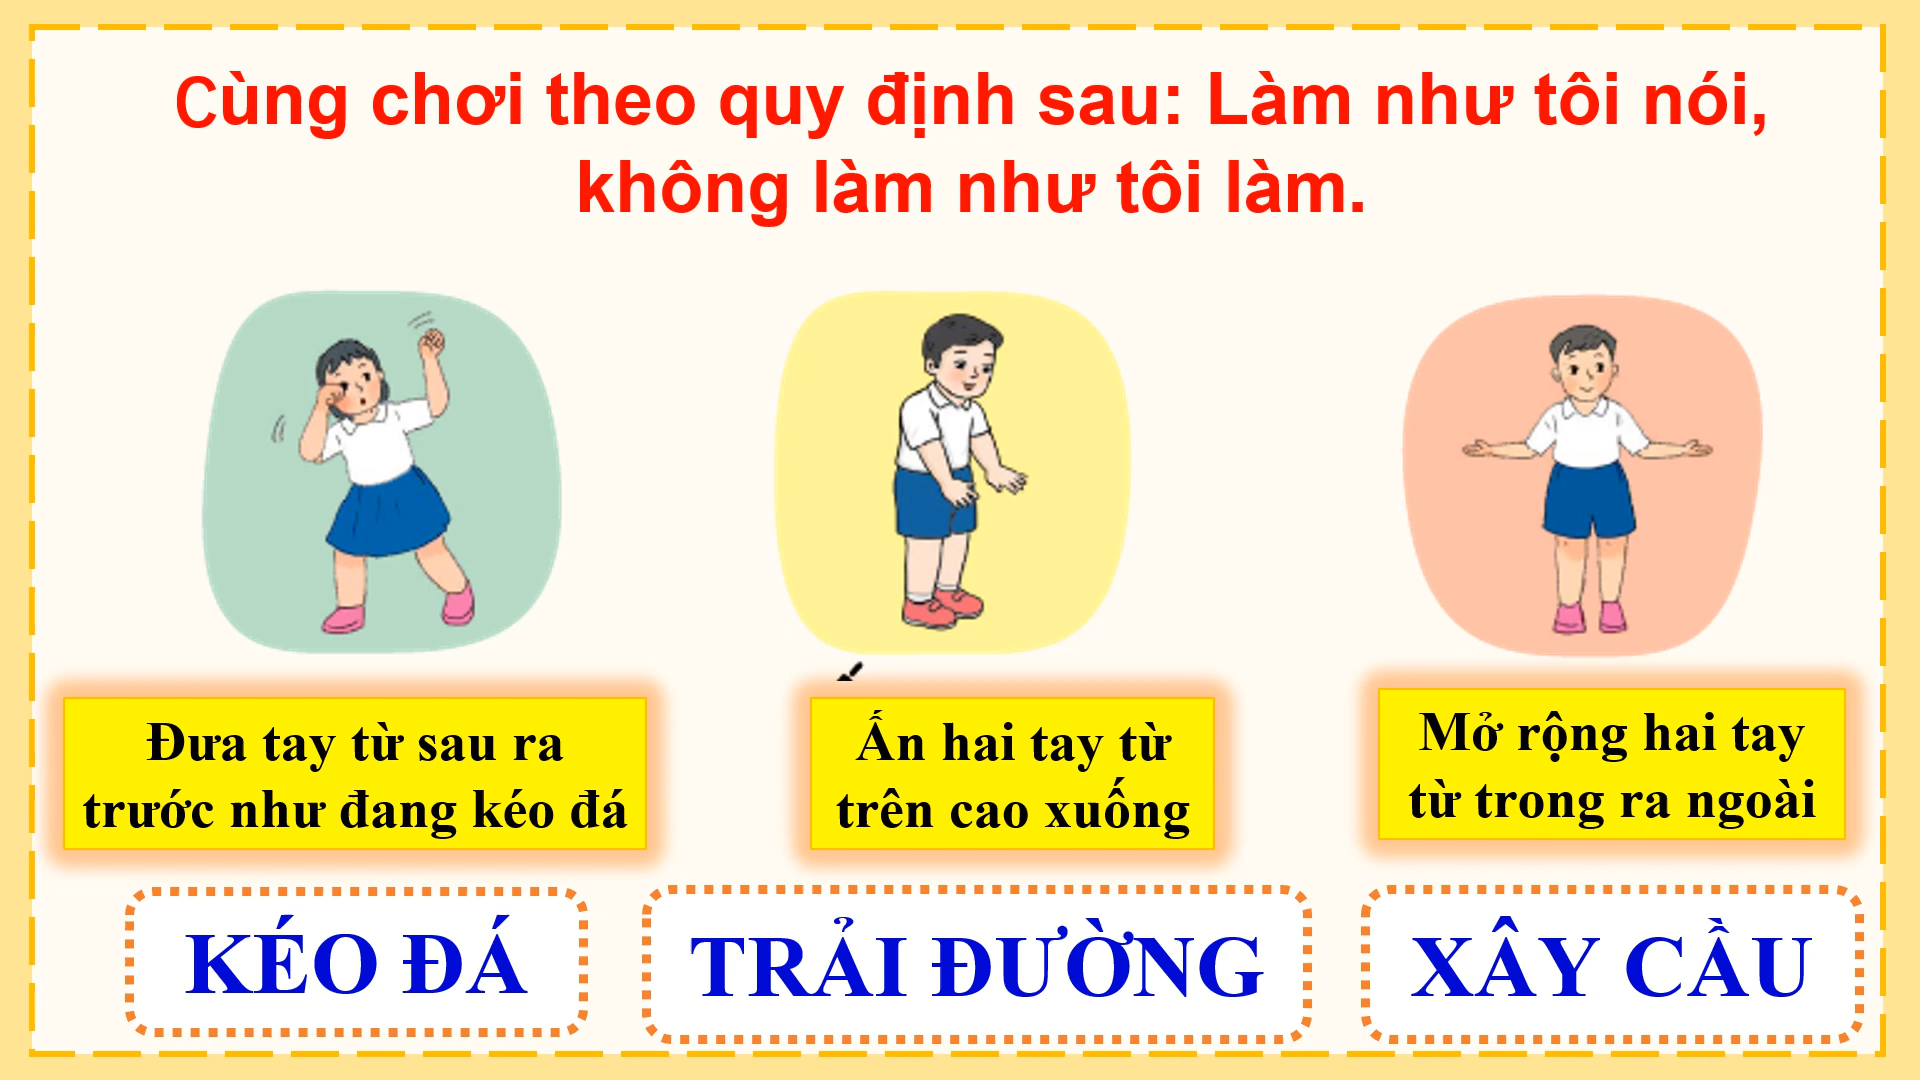 Cùng chơi theo quy định sau: Làm như tôi nói,
không làm như tôi làm.
Đưa tay từ sau ra
trước như đang kéo đá
Ấn hai tay từ
trên cao xuống
Mở rộng hai tay
từ trong ra ngoài
KÉO ĐÁ
TRẢI ĐƯỜNG
XÂY CẦU